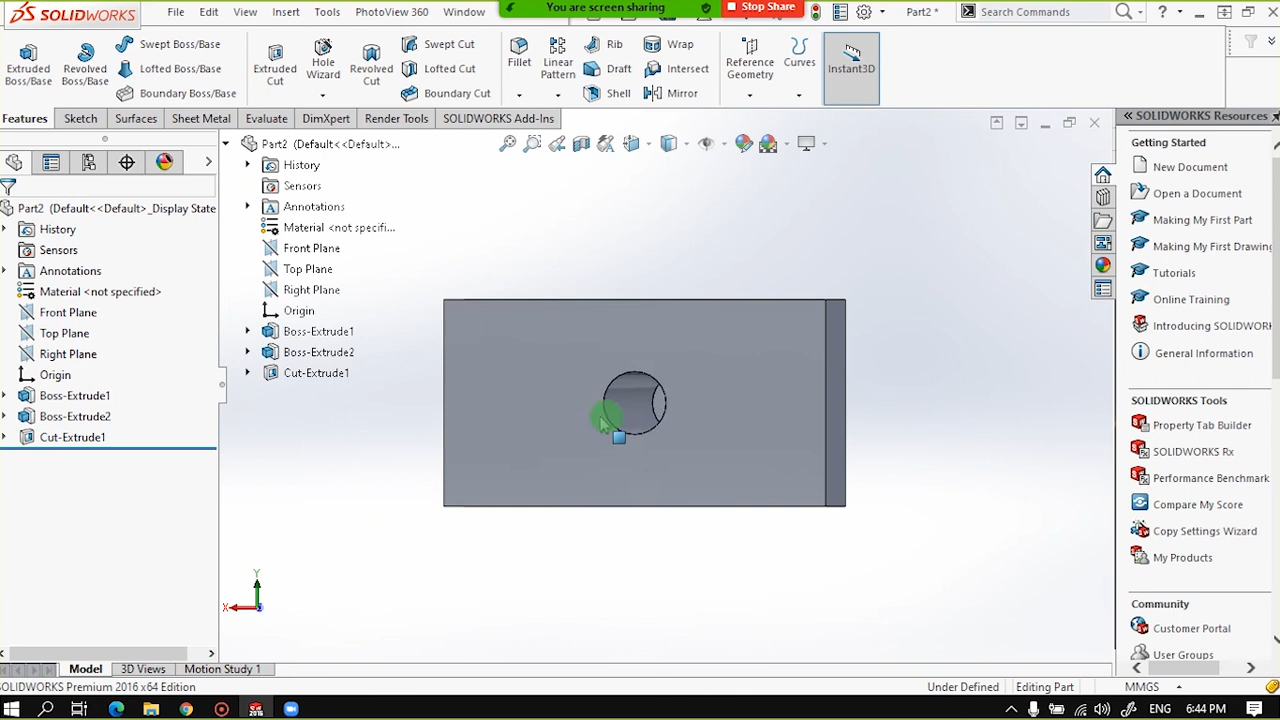 SOLIDWORKS
File Edit View Insert Tools PhotoView 360 Window
You are screen sharing
Stop Share
Part2 *
Search Commands
Extruded Boss/Base
Revolved Boss/Base
Swept Boss/Base
Lofted Boss/Base
Boundary Boss/Base
Extruded Cut
Hole Wizard
Revolved Cut
Swept Cut
Lofted Cut
Boundary Cut
Fillet
Linear Pattern
Rib
Draft
Shell
Wrap
Intersect
Mirror
Reference Geometry
Curves
Instant3D
Features Sketch Surfaces Sheet Metal Evaluate DimXpert Render Tools SOLIDWORKS Add-Ins
Part2 (Default<<Default>_Display State
History
Sensors
Annotations
Material <not specified>
Front Plane
Top Plane
Right Plane
Origin
Boss-Extrude1
Boss-Extrude2
Cut-Extrude1
Part2 (Default<<Default>...
History
Sensors
Annotations
Material <not specifi...
Front Plane
Top Plane
Right Plane
Origin
Boss-Extrude1
Boss-Extrude2
Cut-Extrude1
Y
X
SOLIDWORKS Resources
Getting Started
New Document
Open a Document
Making My First Part
Making My First Drawing
Tutorials
Online Training
Introducing SOLIDWOR
General Information
SOLIDWORKS Tools
Property Tab Builder
SOLIDWORKS Rx
Performance Benchmark
Compare My Score
Copy Settings Wizard
My Products
Community
Customer Portal
User Groups
Model 3D Views Motion Study 1
SOLIDWORKS Premium 2016 x64 Edition
Under Defined Editing Part MMGS
ENG 6:44 PM